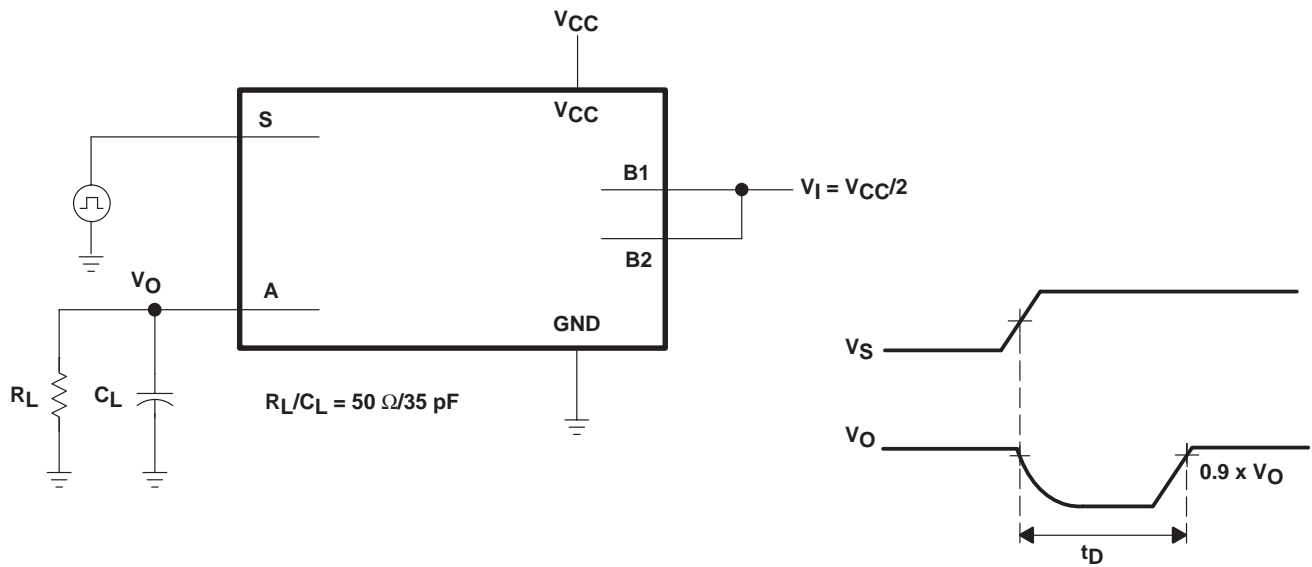 VCC
VCC
S
B1
VI = VCC/2
B2
VO
A
GND
RL
CL
RL/CL = 50 Ω/35 pF
VS
VO
0.9 x VO
tD